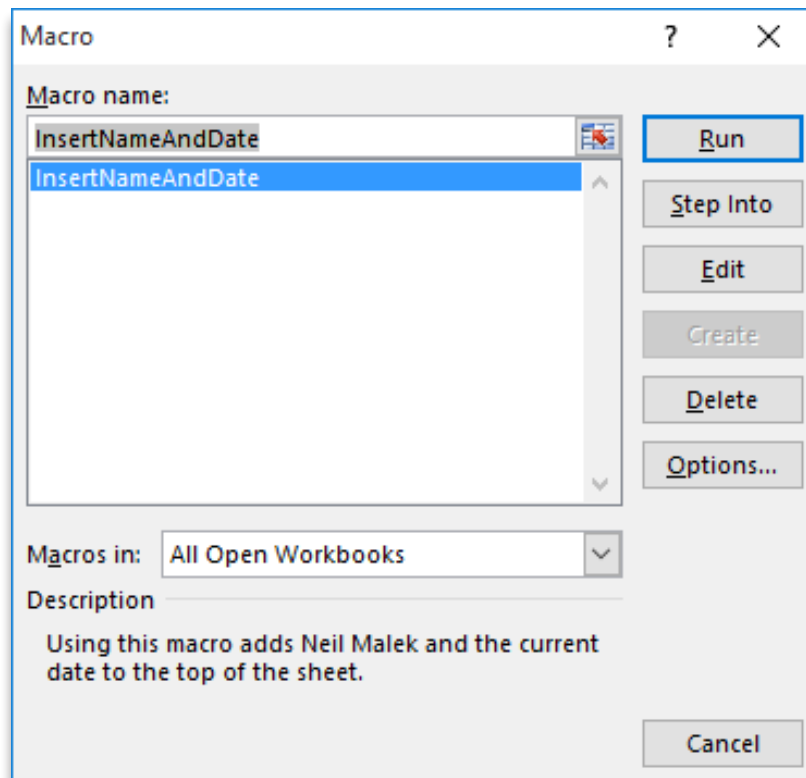 Macro
?
Macro name:
InsertNameAndDate
InsertNameAndDate
Run
Step Into
Edit
Create
Delete
Options...
Macros in: All Open Workbooks
Description
Using this macro adds Neil Malek and the current
date to the top of the sheet.
Cancel